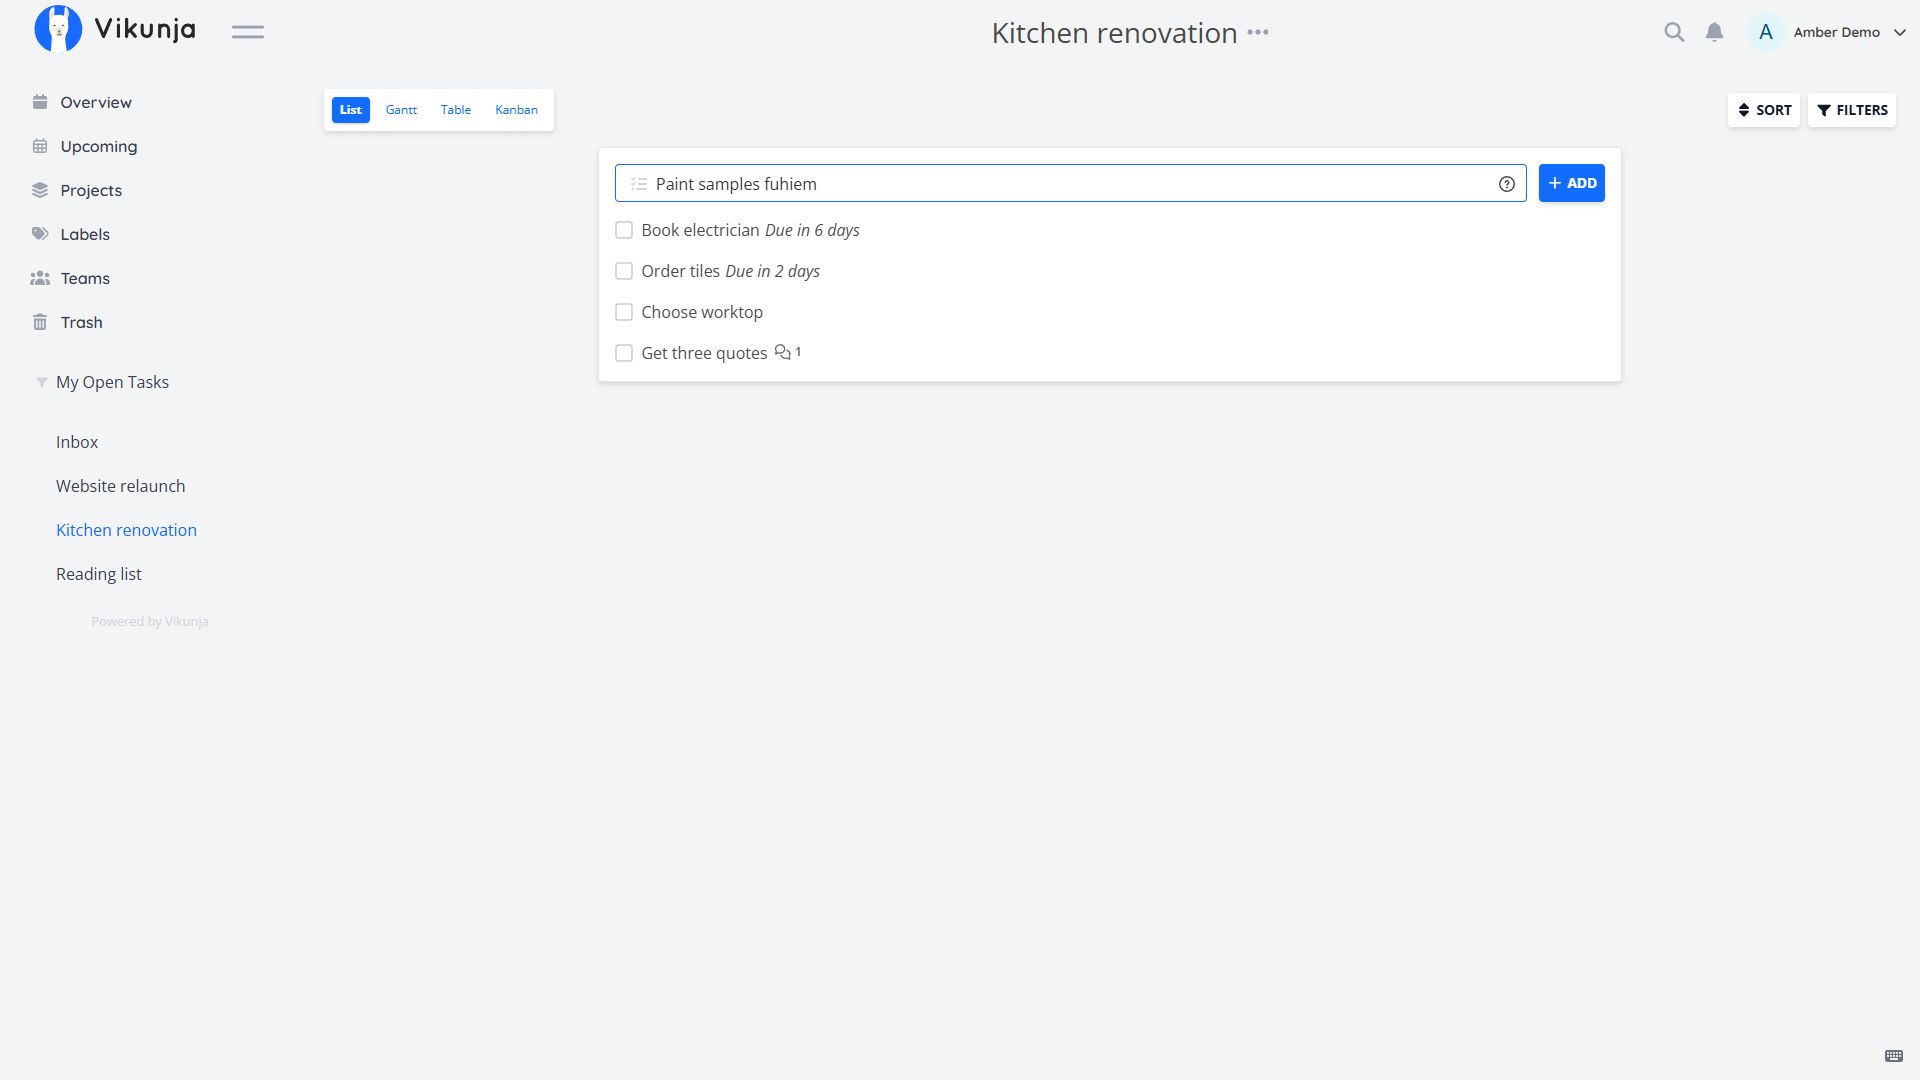 Vikunja
Kitchen renovation
A
Amber Demo
Overview
Upcoming
Projects
Labels
Teams
Trash
My Open Tasks
Inbox
Website relaunch
Kitchen renovation
Reading list
Powered by Vikunja
List Gantt Table Kanban
SORT FILTERS
Paint samples fuhiem
ADD
Book electrician Due in 6 days
Order tiles Due in 2 days
Choose worktop
Get three quotes 1